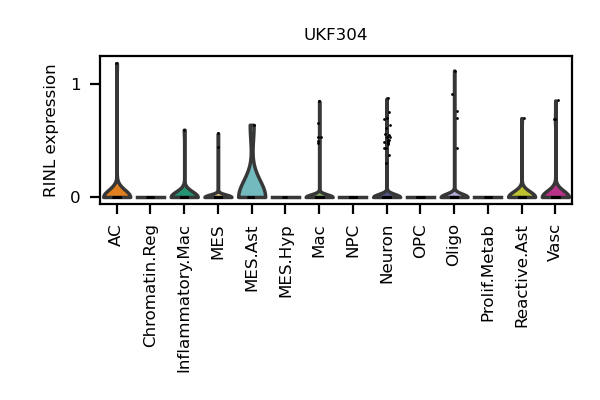 UKF304
RINL expression
1
0
AC
Chromatin.Reg
Inflammatory.Mac
MES
MES.Ast
MES.Hyp
Mac
NPC
Neuron
OPC
Oligo
Prolif.Metab
Reactive.Ast
Vasc